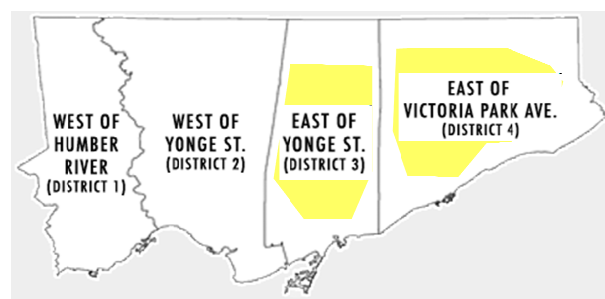 WEST OF
HUMBER
RIVER
(DISTRICT 1)
WEST OF
YONGE ST.
(DISTRICT 2)
EAST OF
YONGE ST.
(DISTRICT 3)
EAST OF
VICTORIA PARK AVE.
(DISTRICT 4)